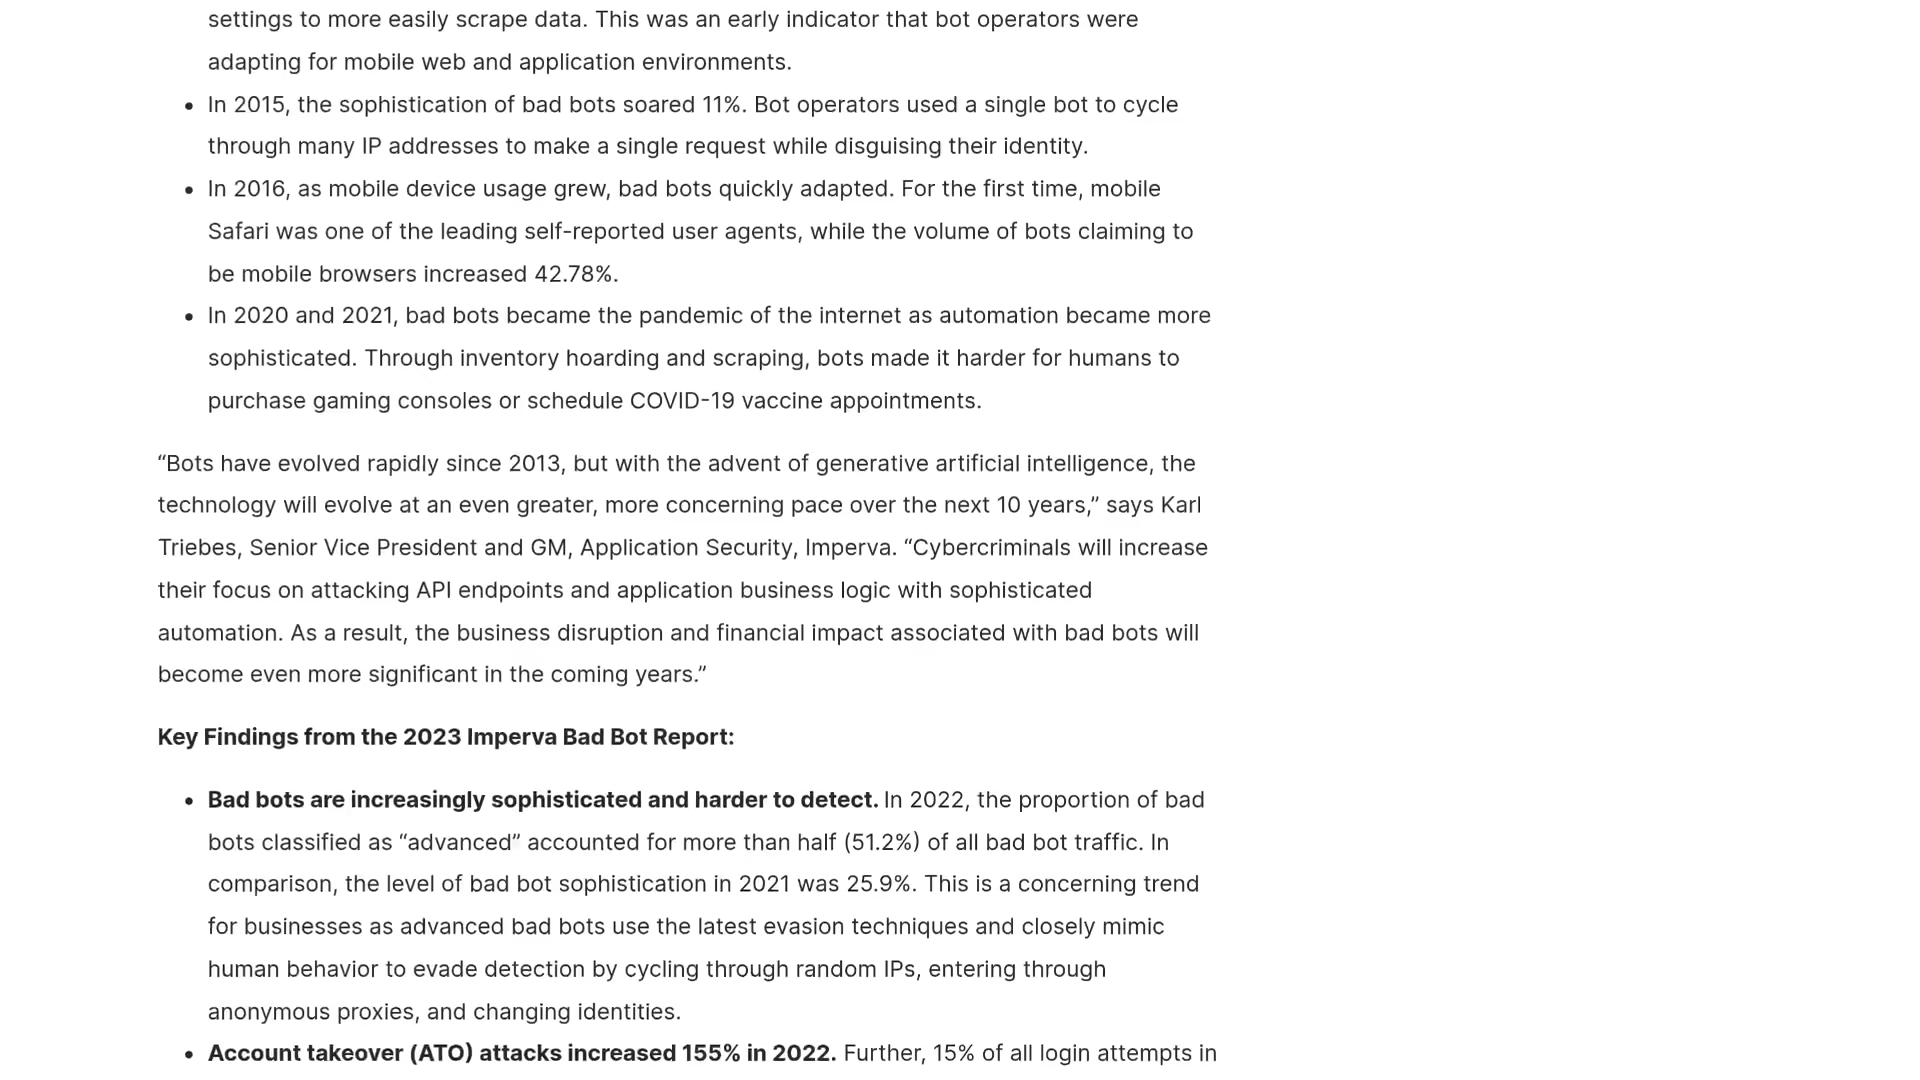 settings to more easily scrape data. This was an early indicator that bot operators were
adapting for mobile web and application environments.
• In 2015, the sophistication of bad bots soared 11%. Bot operators used a single bot to cycle
through many IP addresses to make a single request while disguising their identity.
• In 2016, as mobile device usage grew, bad bots quickly adapted. For the first time, mobile
Safari was one of the leading self-reported user agents, while the volume of bots claiming to
be mobile browsers increased 42.78%.
• In 2020 and 2021, bad bots became the pandemic of the internet as automation became more
sophisticated. Through inventory hoarding and scraping, bots made it harder for humans to
purchase gaming consoles or schedule COVID-19 vaccine appointments.
“Bots have evolved rapidly since 2013, but with the advent of generative artificial intelligence, the
technology will evolve at an even greater, more concerning pace over the next 10 years,” says Karl
Triebes, Senior Vice President and GM, Application Security, Imperva. “Cybercriminals will increase
their focus on attacking API endpoints and application business logic with sophisticated
automation. As a result, the business disruption and financial impact associated with bad bots will
become even more significant in the coming years.”
Key Findings from the 2023 Imperva Bad Bot Report:
• Bad bots are increasingly sophisticated and harder to detect. In 2022, the proportion of bad
bots classified as “advanced” accounted for more than half (51.2%) of all bad bot traffic. In
comparison, the level of bad bot sophistication in 2021 was 25.9%. This is a concerning trend
for businesses as advanced bad bots use the latest evasion techniques and closely mimic
human behavior to evade detection by cycling through random IPs, entering through
anonymous proxies, and changing identities.
• Account takeover (ATO) attacks increased 155% in 2022. Further, 15% of all login attempts in